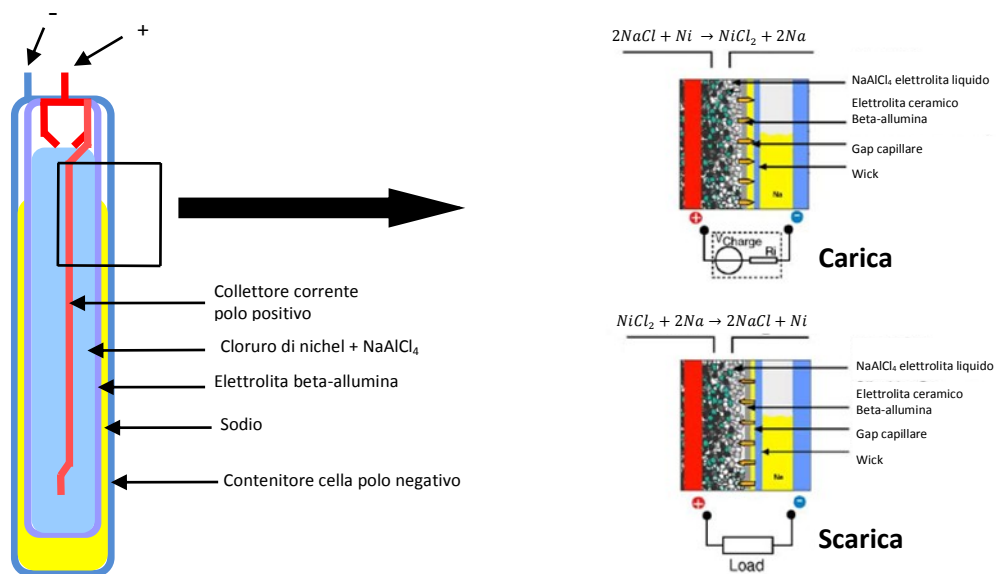 −
+
Collettore corrente
polo positivo
Cloruro di nichel + NaAlCl₄
Elettrolita beta-allumina
Sodio
Contenitore cella polo negativo
2NaCl + Ni → NiCl₂ + 2Na
NaAlCl₄ elettrolita liquido
Elettrolita ceramico
Beta-allumina
Gap capillare
Wick
Na
+
−
VCharge
Ri
Carica
NiCl₂ + 2Na → 2NaCl + Ni
NaAlCl₄ elettrolita liquido
Elettrolita ceramico
Beta-allumina
Gap capillare
Wick
Na
+
−
Load
Scarica